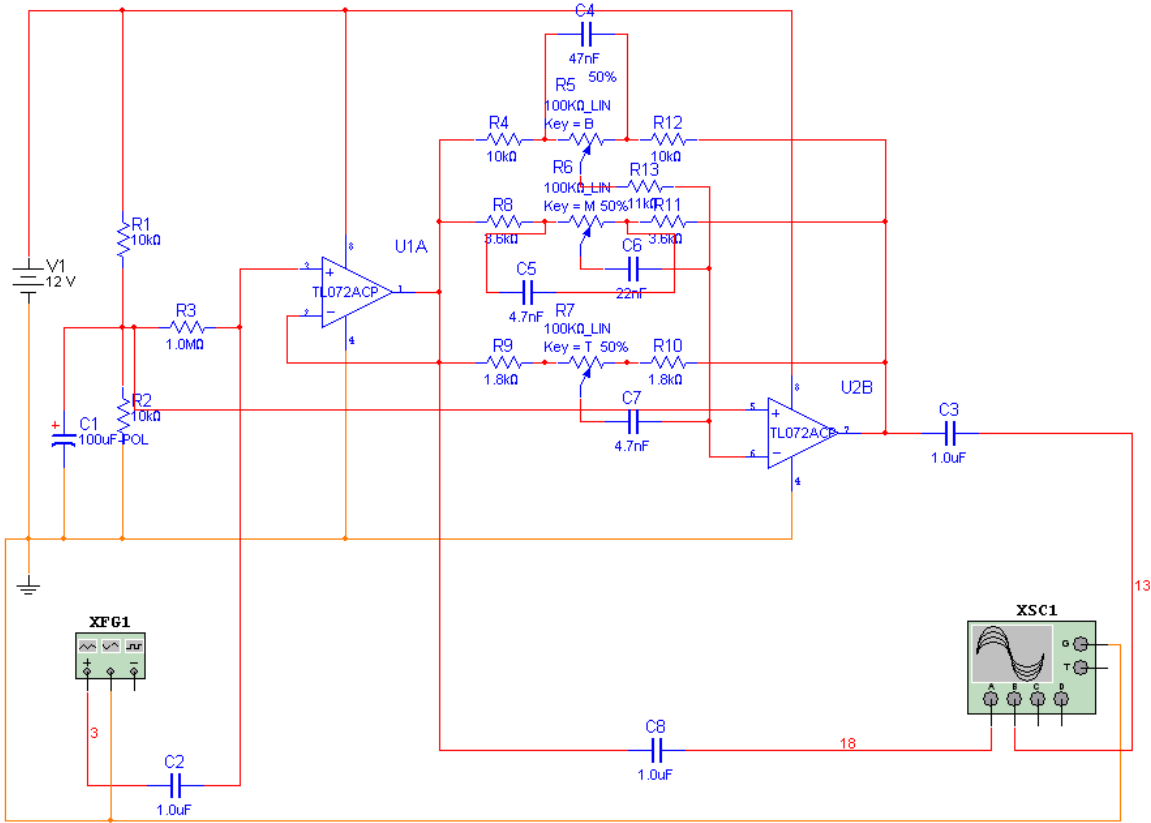 C4
47nF
50%
R5
100KΩ_LIN
Key = B
R4
10kΩ
R12
10kΩ
R6
100KΩ_LIN
Key = M 50%
R13
11kΩ
R8
3.6kΩ
R11
3.6kΩ
R1
10kΩ
V1
12 V
U1A
3
8
+
TL072ACP
1
−
2
4
C6
22nF
C5
4.7nF
R3
1.0MΩ
R7
100KΩ_LIN
Key = T 50%
R9
1.8kΩ
R10
1.8kΩ
U2B
R2
10kΩ
C1
+
100uF-POL
C7
4.7nF
5
8
+
TL072ACP
7
−
6
4
C3
1.0uF
13
XFG1
+
−
XSC1
G
T
A B C D
3
C8
18
1.0uF
C2
1.0uF